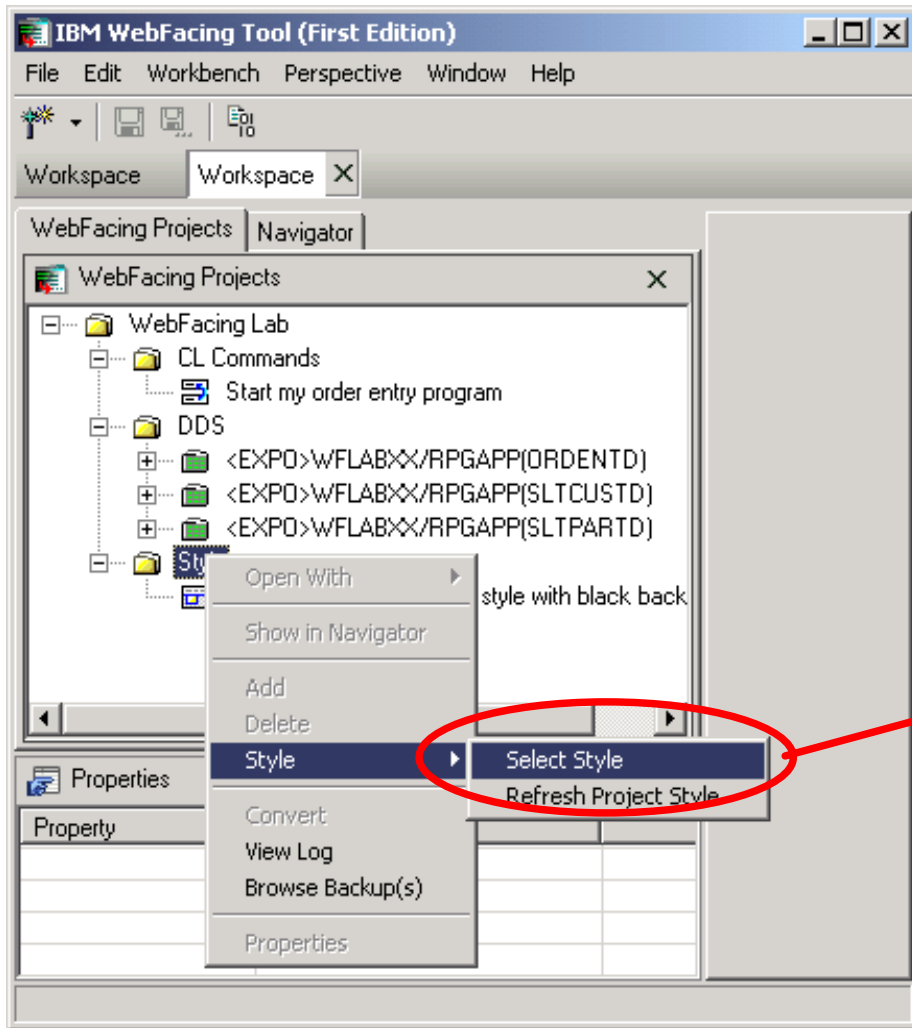 IBM WebFacing Tool (First Edition)
File Edit Workbench Perspective Window Help
Workspace Workspace
WebFacing Projects Navigator
WebFacing Projects
WebFacing Lab
CL Commands
Start my order entry program
DDS
<EXPO>WFLABXX/RPGAPP(ORDENTD)
<EXPO>WFLABXX/RPGAPP(SLTCUSTD)
<EXPO>WFLABXX/RPGAPP(SLTPARTD)
Style
Open With
style with black back
Show in Navigator
Add
Delete
Style
Select Style
Refresh Project Style
Properties
Property
Convert
View Log
Browse Backup(s)
Properties